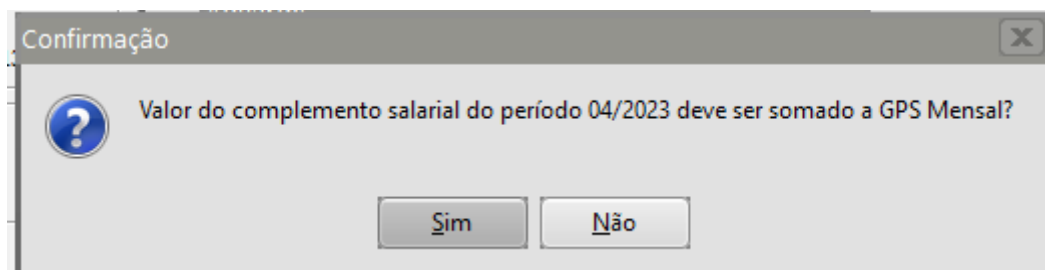 Confirmação
Valor do complemento salarial do período 04/2023 deve ser somado a GPS Mensal?
Sim
Não